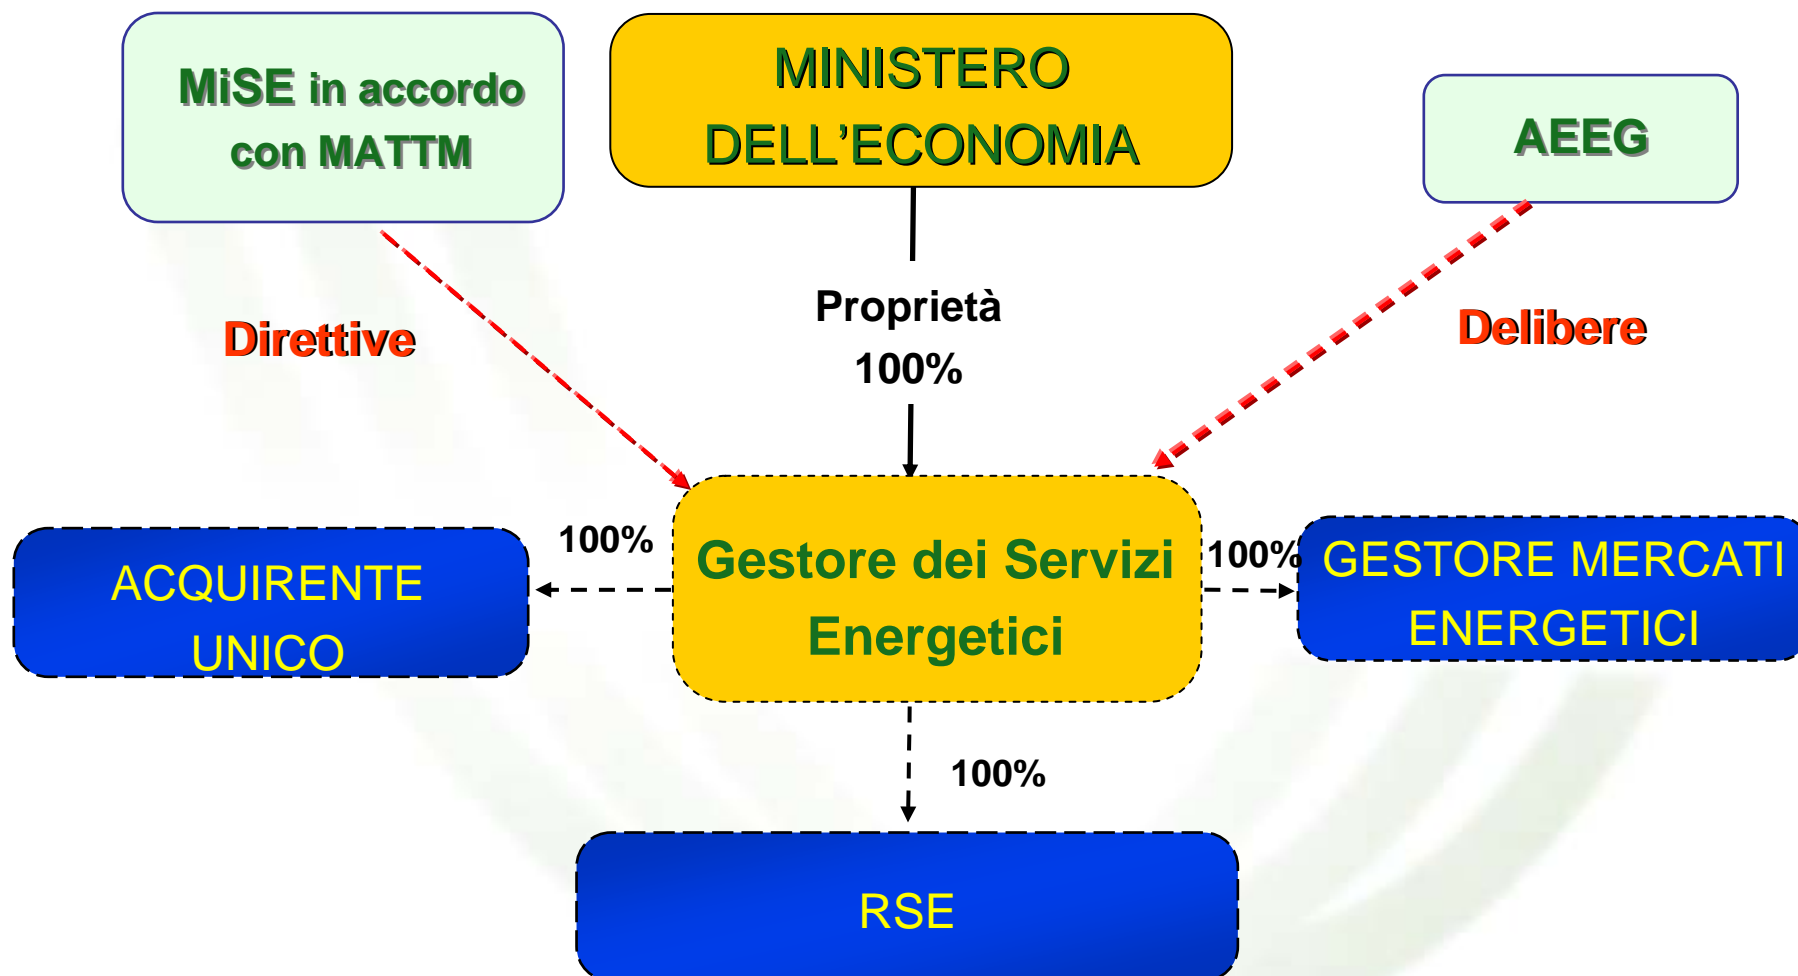 MiSE in accordo
con MATTM
MINISTERO
DELL’ECONOMIA
AEEG
Direttive
Proprietà
100%
Delibere
ACQUIRENTE
UNICO
100%
Gestore dei Servizi
Energetici
100%
GESTORE MERCATI
ENERGETICI
100%
RSE